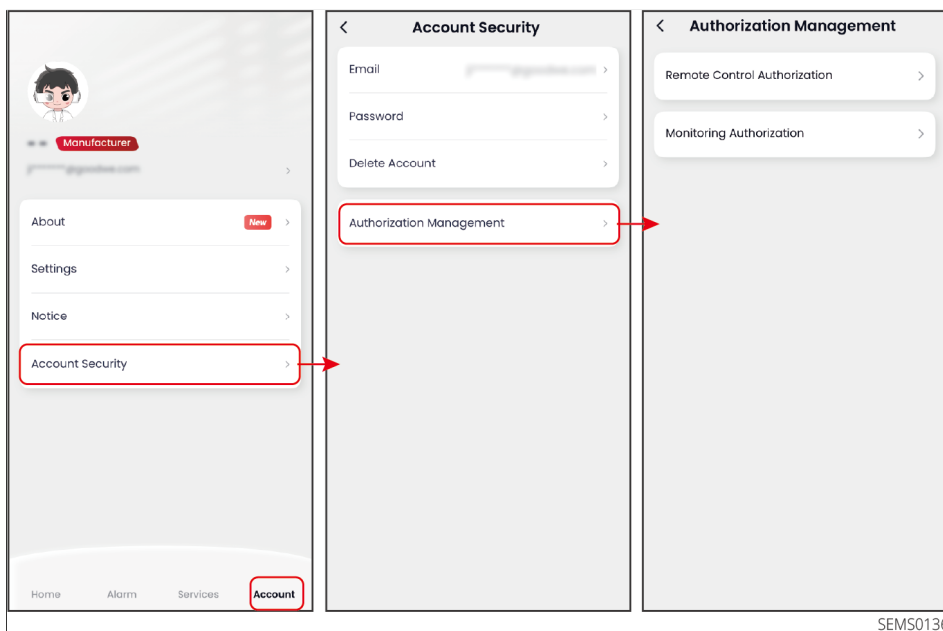 Manufacturer
About
New
Settings
Notice
Account Security
Home Alarm Services Account
Account Security
Email
Password
Delete Account
Authorization Management
Authorization Management
Remote Control Authorization
Monitoring Authorization
SEMS0136